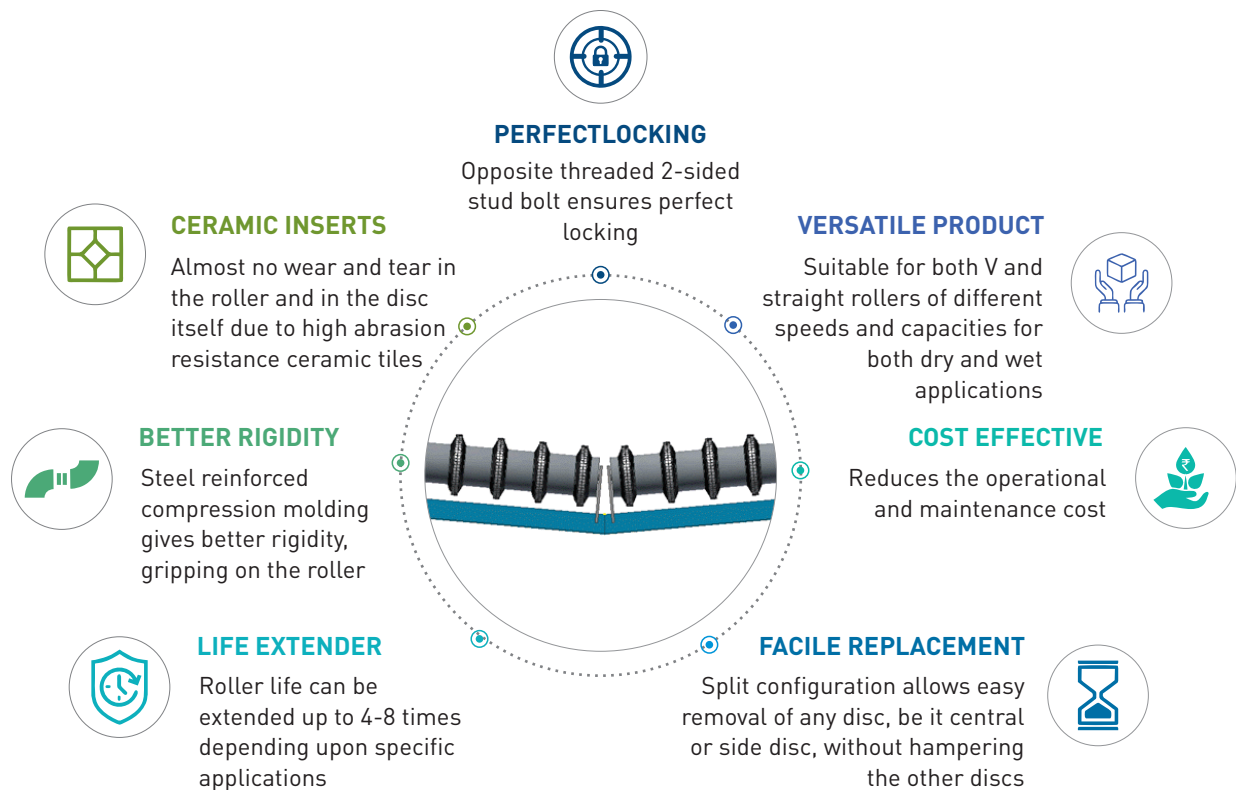 PERFECTLOCKING
Opposite threaded 2-sided
stud bolt ensures perfect
locking
CERAMIC INSERTS
Almost no wear and tear in
the roller and in the disc
itself due to high abrasion
resistance ceramic tiles
VERSATILE PRODUCT
Suitable for both V and
straight rollers of different
speeds and capacities for
both dry and wet
applications
BETTER RIGIDITY
Steel reinforced
compression molding
gives better rigidity,
gripping on the roller
COST EFFECTIVE
Reduces the operational
and maintenance cost
₹
LIFE EXTENDER
Roller life can be
extended up to 4-8 times
depending upon specific
applications
FACILE REPLACEMENT
Split configuration allows easy
removal of any disc, be it central
or side disc, without hampering
the other discs